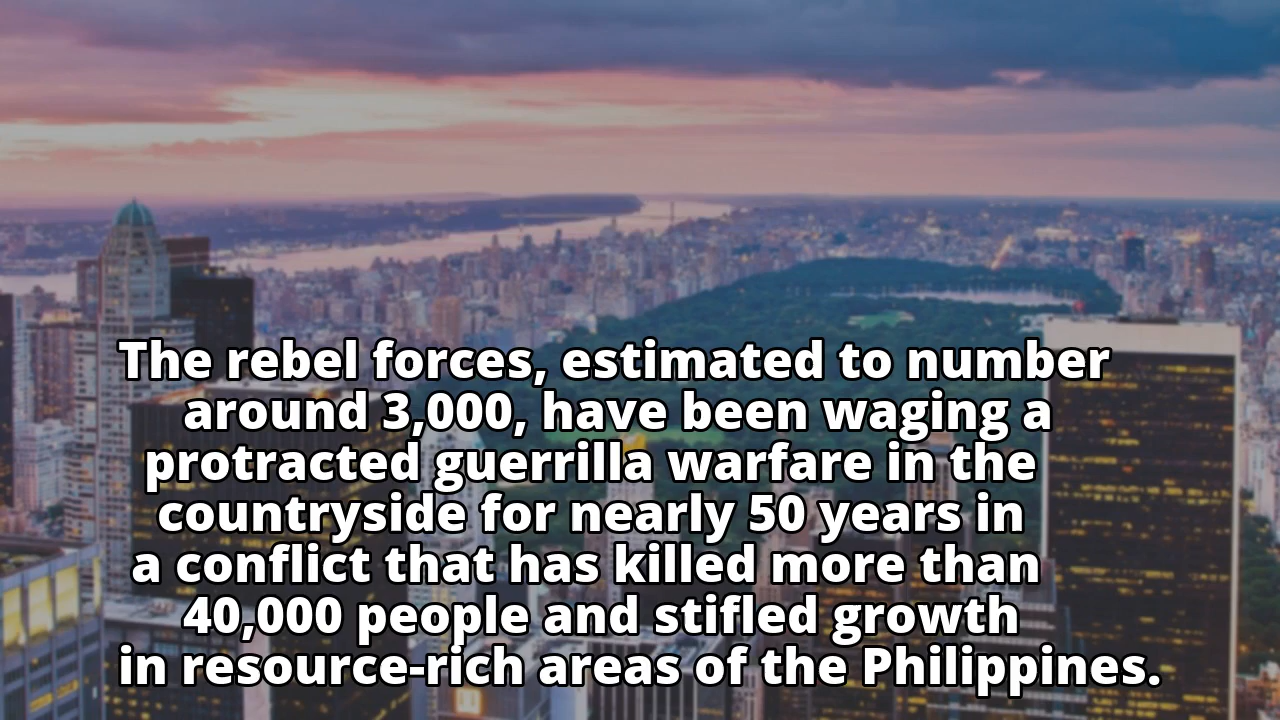 The rebel forces, estimated to number
around 3,000, have been waging a
protracted guerrilla warfare in the
countryside for nearly 50 years in
a conflict that has killed more than
40,000 people and stifled growth
in resource-rich areas of the Philippines.